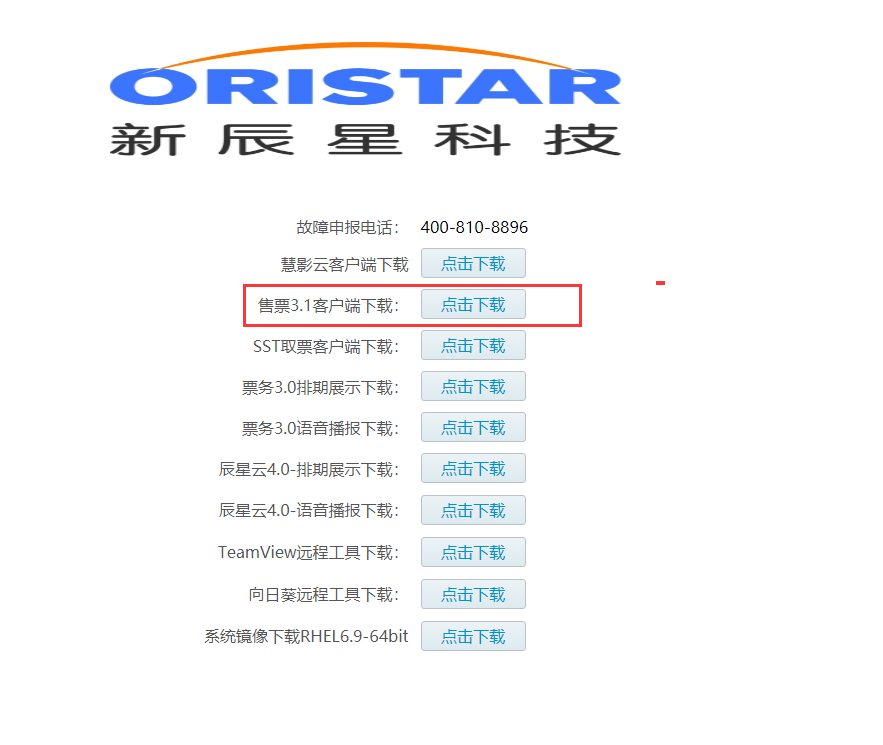 ORISTAR
新辰星科技
故障申报电话： 400-810-8896
慧影云客户端下载 点击下载
售票3.1客户端下载： 点击下载
SST取票客户端下载： 点击下载
票务3.0排期展示下载： 点击下载
票务3.0语音播报下载： 点击下载
辰星云4.0-排期展示下载： 点击下载
辰星云4.0-语音播报下载： 点击下载
TeamView远程工具下载： 点击下载
向日葵远程工具下载： 点击下载
系统镜像下载RHEL6.9-64bit 点击下载